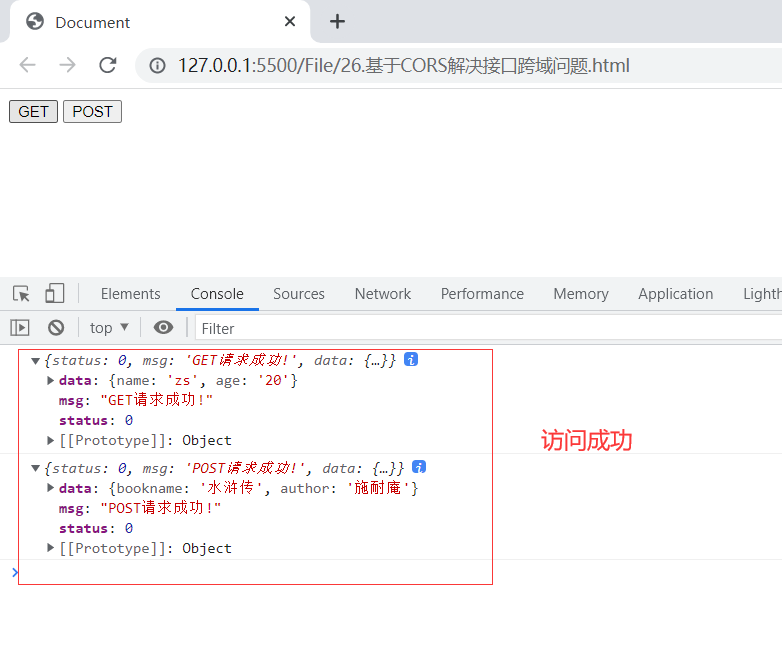 Document
127.0.0.1:5500/File/26.基于CORS解决接口跨域问题.html
GET POST
Elements Console Sources Network Performance Memory Application Lighth
top Filter
{status: 0, msg: 'GET请求成功!', data: {…}}
data: {name: 'zs', age: '20'}
msg: "GET请求成功!"
status: 0
[[Prototype]]: Object
访问成功
{status: 0, msg: 'POST请求成功!', data: {…}}
data: {bookname: '水浒传', author: '施耐庵'}
msg: "POST请求成功!"
status: 0
[[Prototype]]: Object